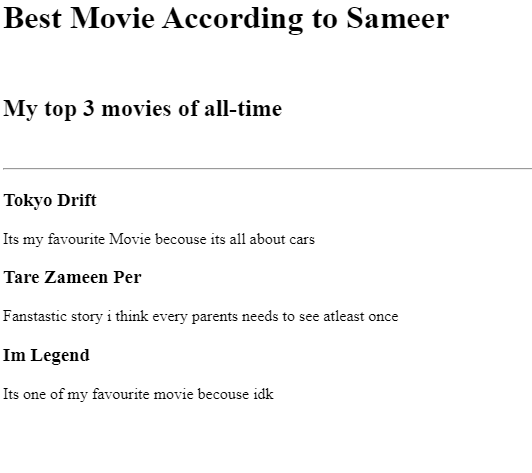 Best Movie According to Sameer
My top 3 movies of all-time
Tokyo Drift
Its my favourite Movie becouse its all about cars
Tare Zameen Per
Fanstastic story i think every parents needs to see atleast once
Im Legend
Its one of my favourite movie becouse idk